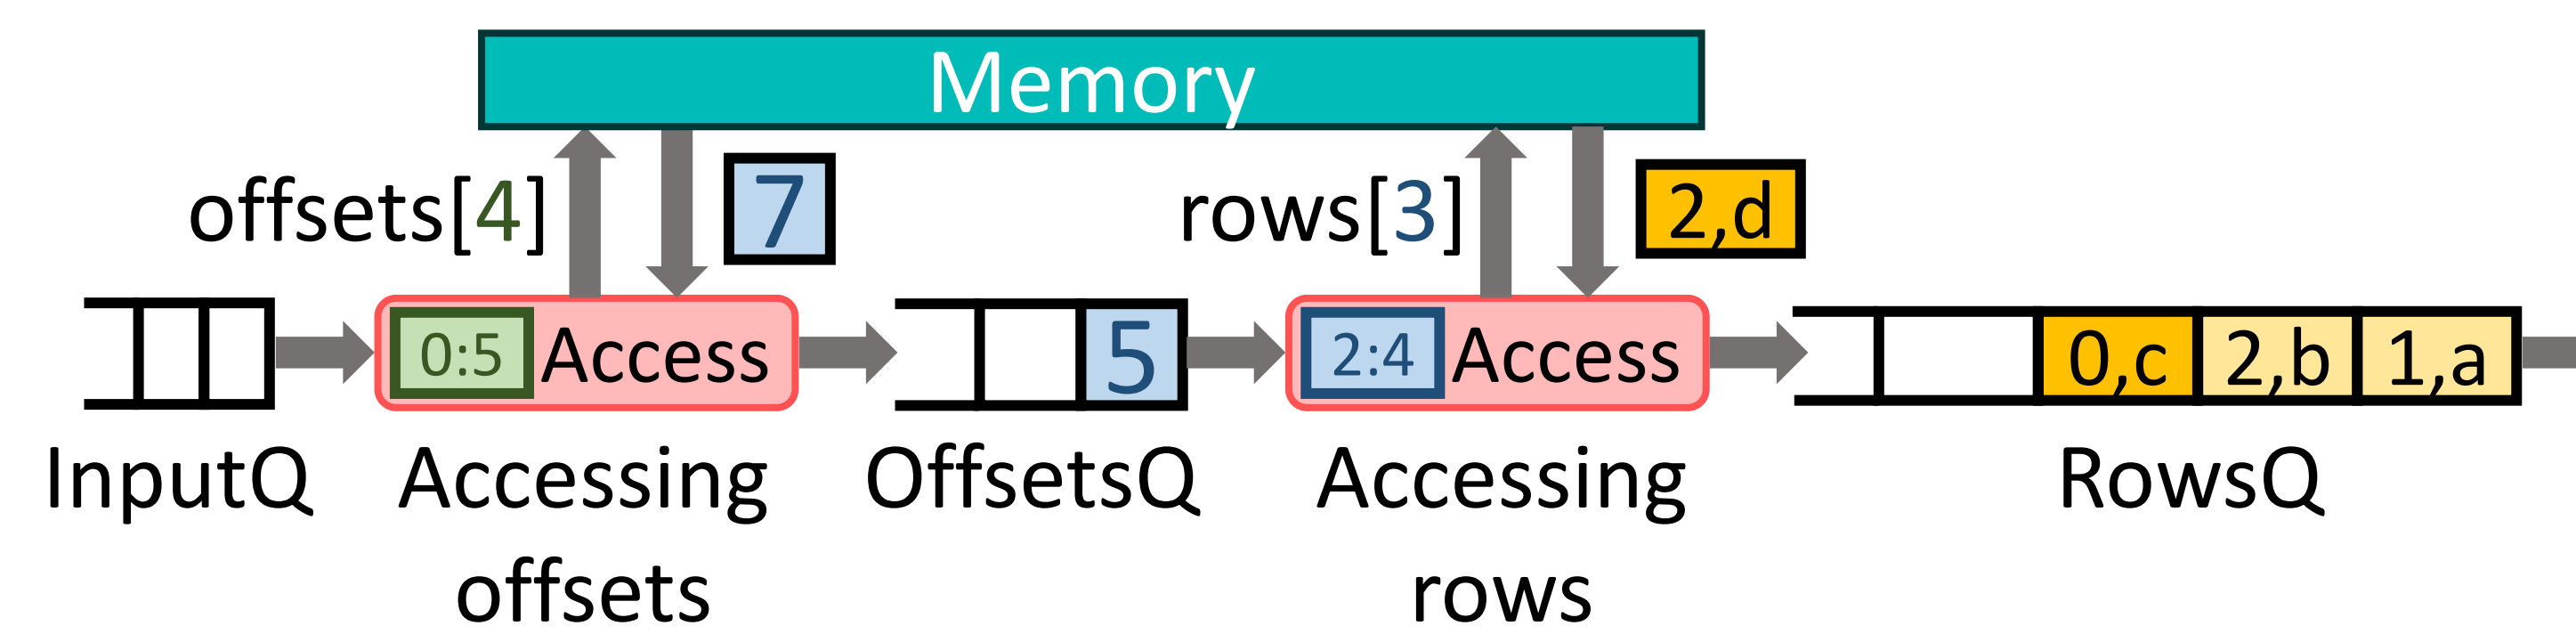 Memory
offsets[4]
7
rows[3]
2,d
0:5 Access
5
2:4 Access
0,c 2,b 1,a
InputQ
Accessing
offsets
OffsetsQ
Accessing
rows
RowsQ